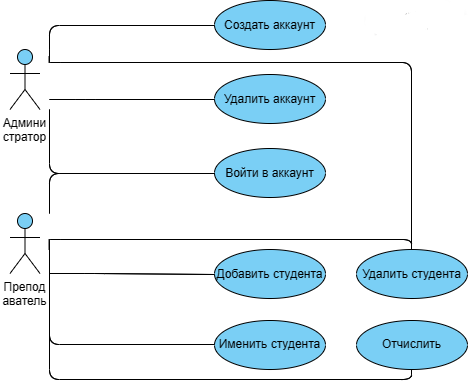 Создать аккаунт
Удалить аккаунт
Админи
стратор
Войти в аккаунт
Добавить студента
Удалить студента
Препод
аватель
Именить студента
Отчислить